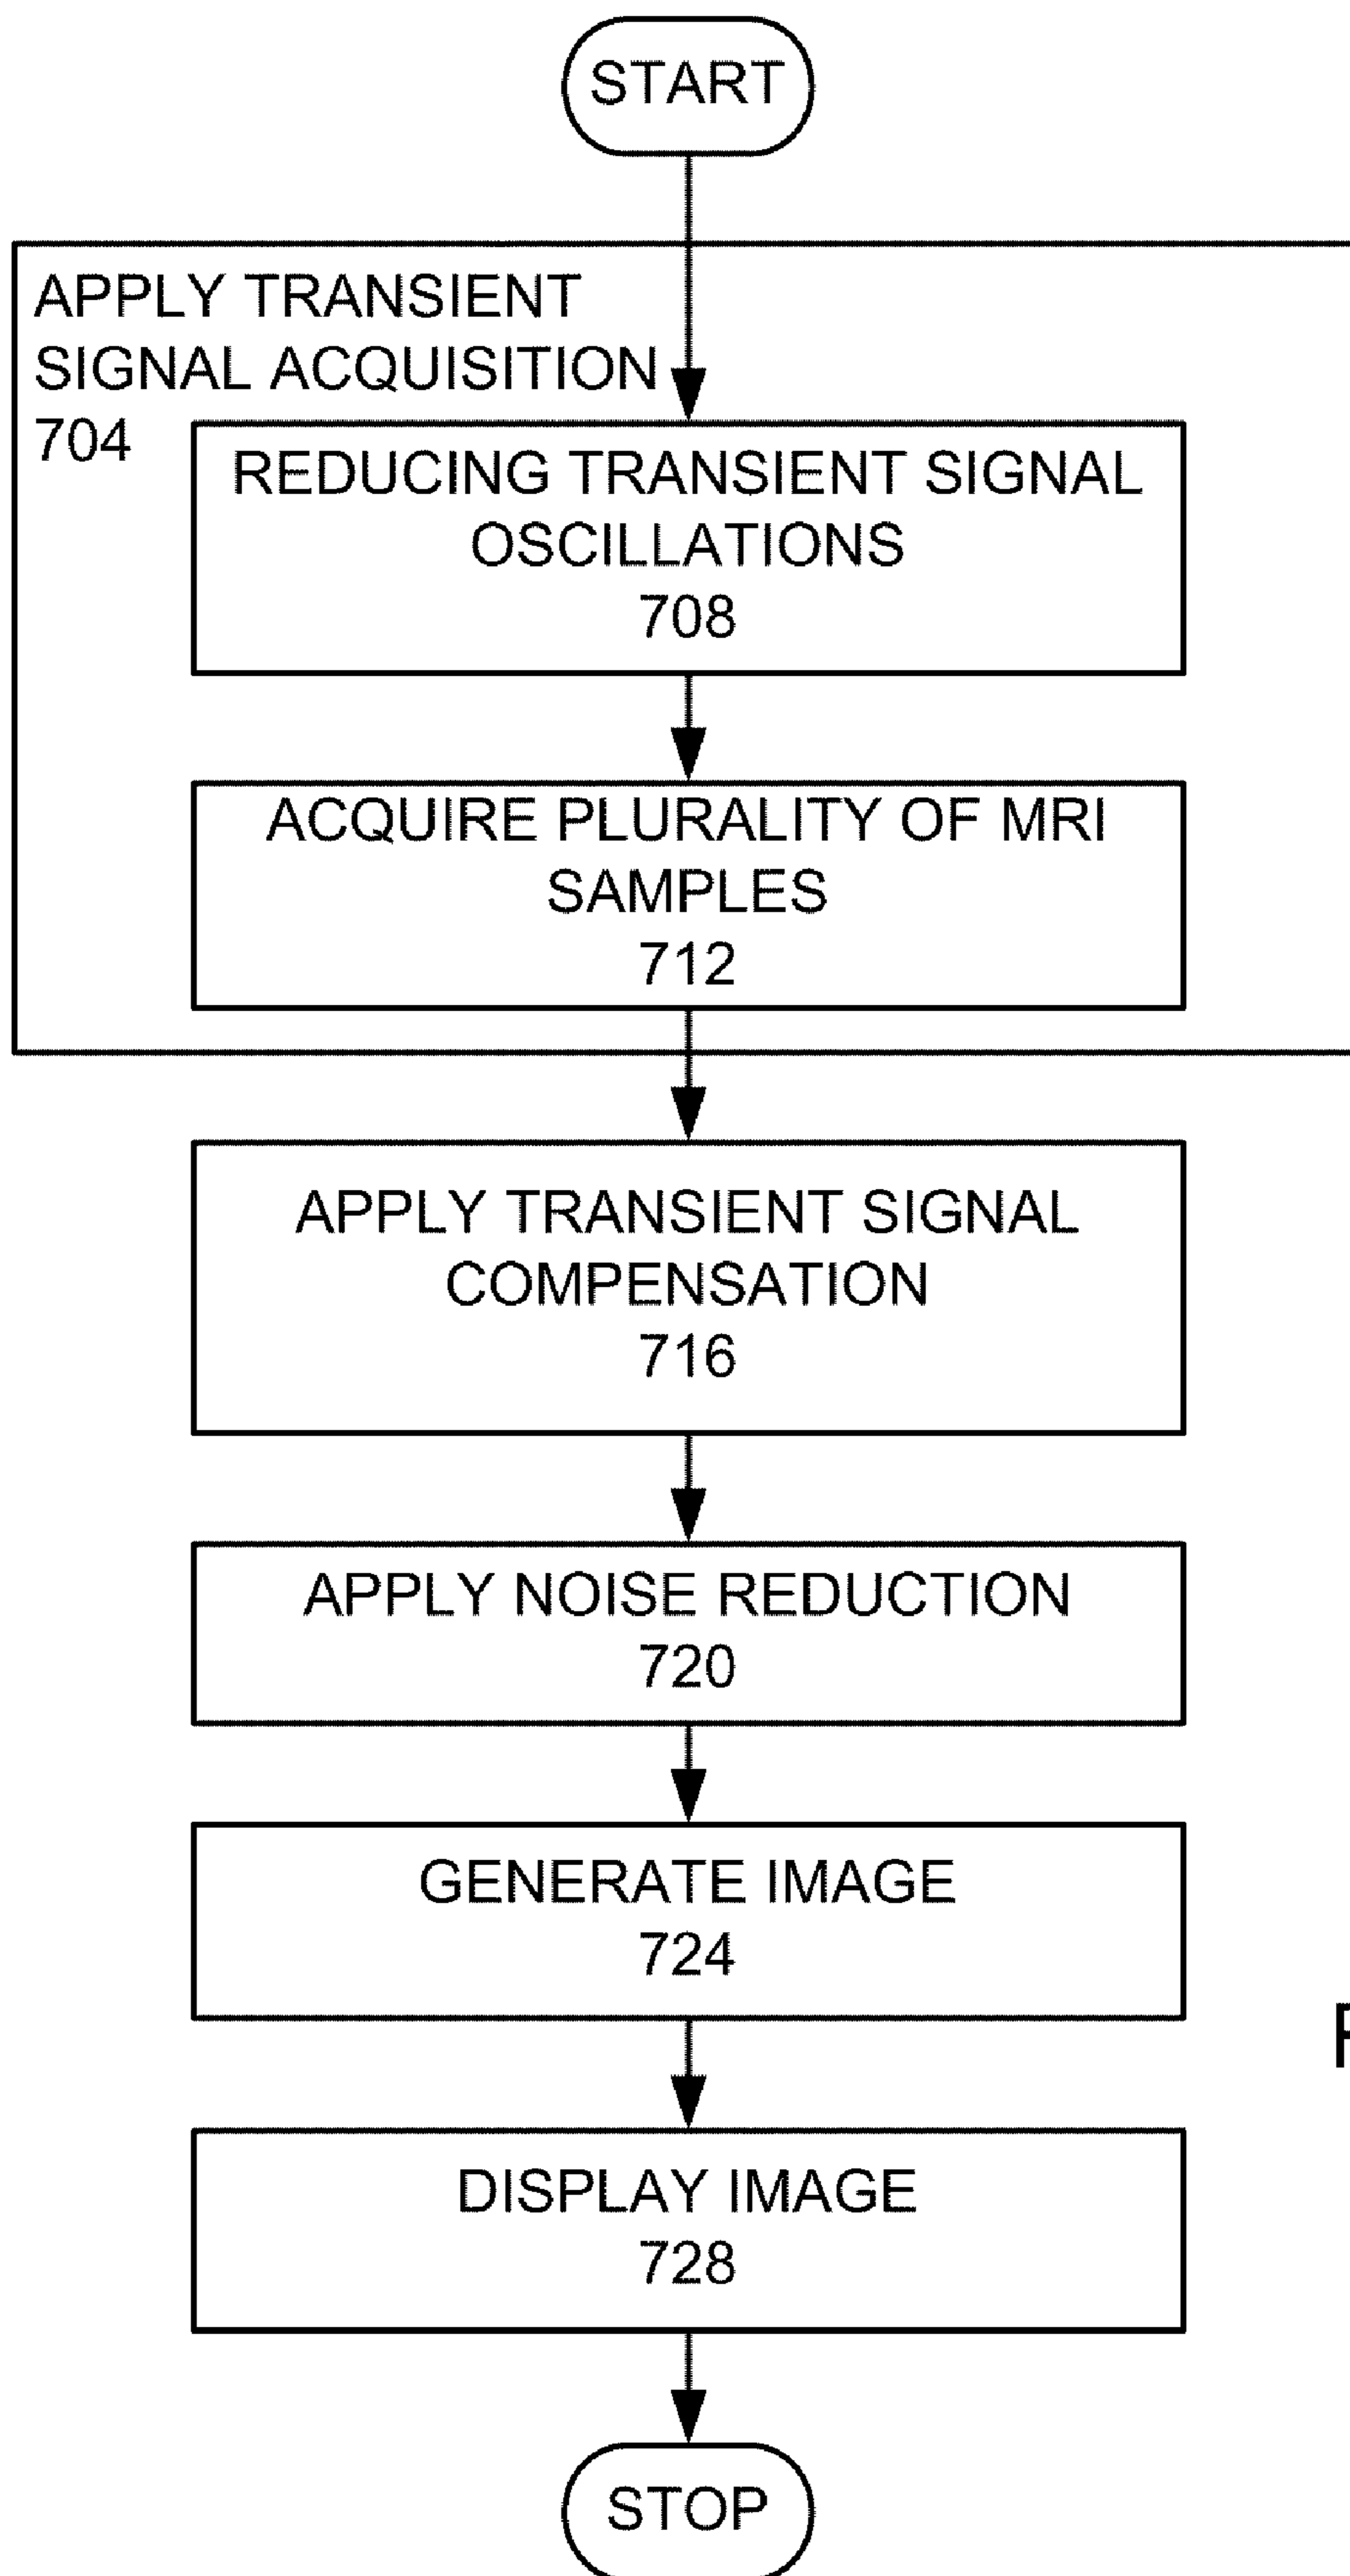 START
APPLY TRANSIENT
SIGNAL ACQUISITION
704
REDUCING TRANSIENT SIGNAL
OSCILLATIONS
708
ACQUIRE PLURALITY OF MRI
SAMPLES
712
APPLY TRANSIENT SIGNAL
COMPENSATION
716
APPLY NOISE REDUCTION
720
GENERATE IMAGE
724
DISPLAY IMAGE
728
STOP